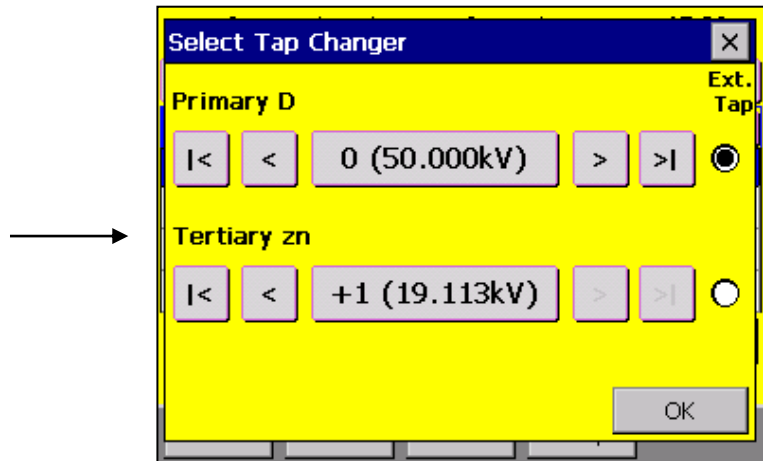 Select Tap Changer
Ext.
Tap
Primary D
|< < 0 (50.000kV) > >|
Tertiary zn
|< < +1 (19.113kV) > >|
OK